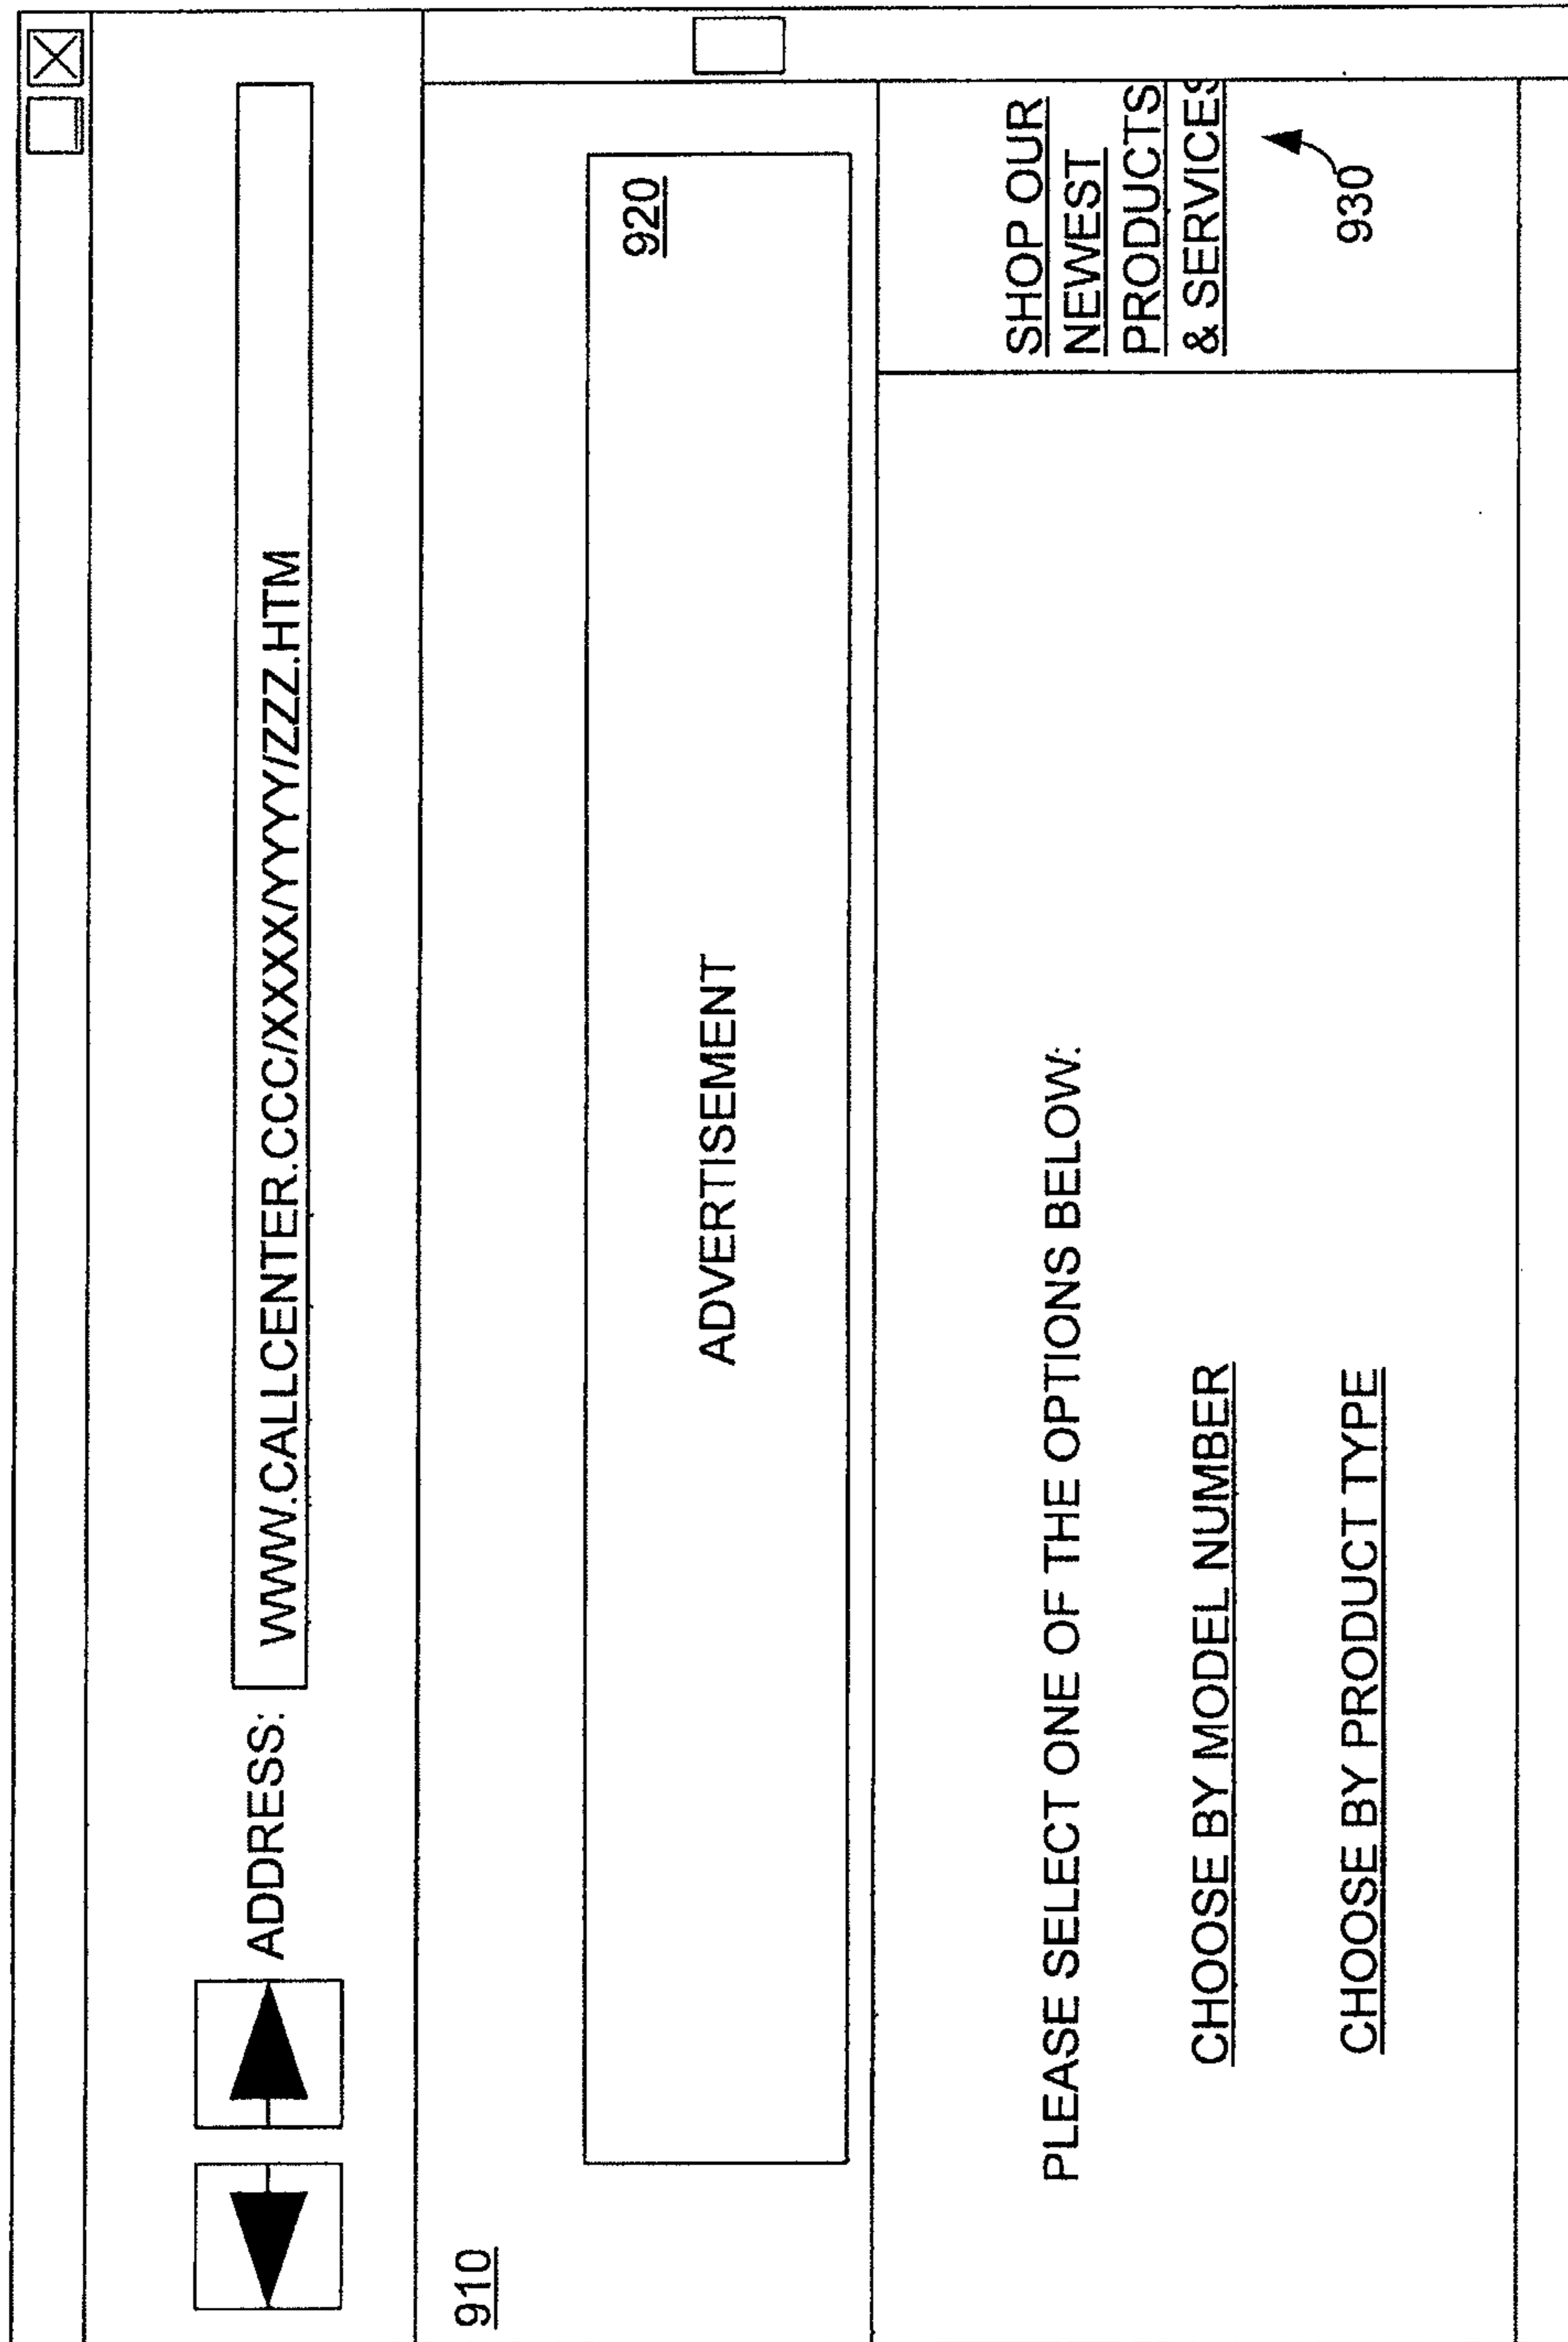 ADDRESS: WWW.CALLCENTER.CCC/XXXX/YYYY/ZZZ.HTM
910
920
ADVERTISEMENT
PLEASE SELECT ONE OF THE OPTIONS BELOW:
CHOOSE BY MODEL NUMBER
CHOOSE BY PRODUCT TYPE
SHOP OUR
NEWEST
PRODUCTS
& SERVICES
930